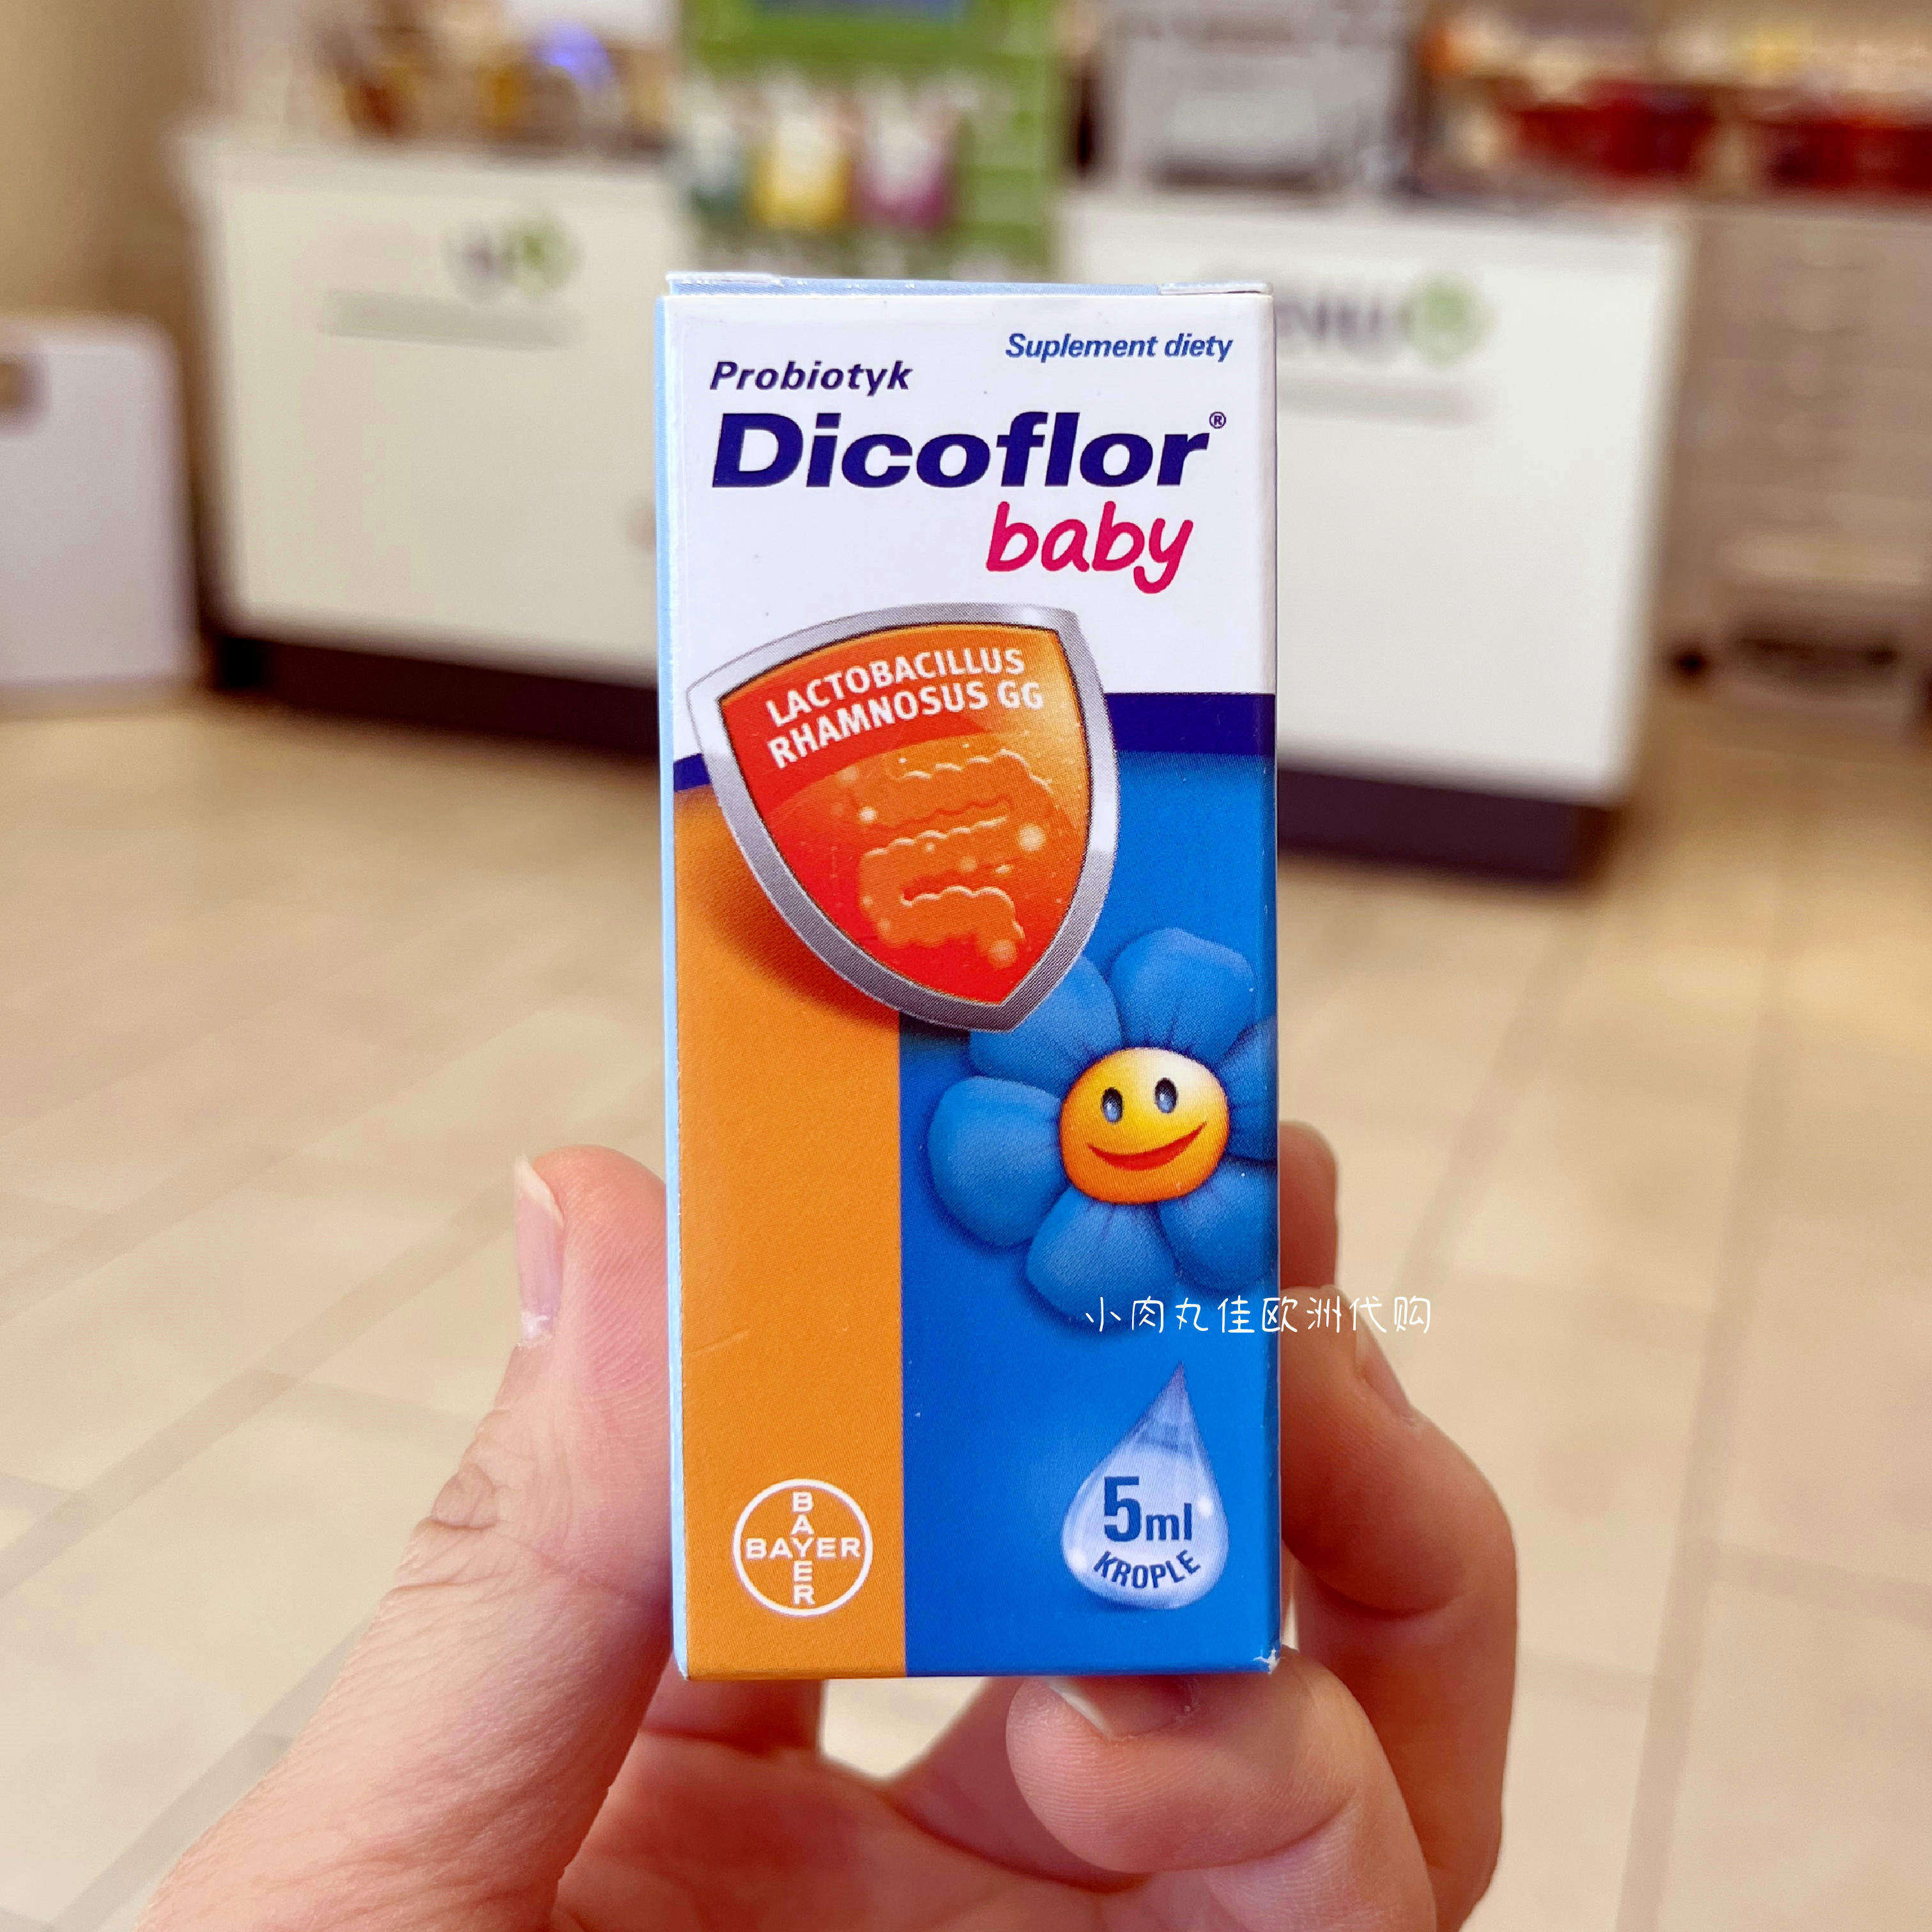 Suplement diety
Probiotyk
Dicoflor®
baby
LACTOBACILLUS
RHAMNOSUS GG
小肉丸佳欧洲代购
5ml
KROPLE
BAYER
BAYER